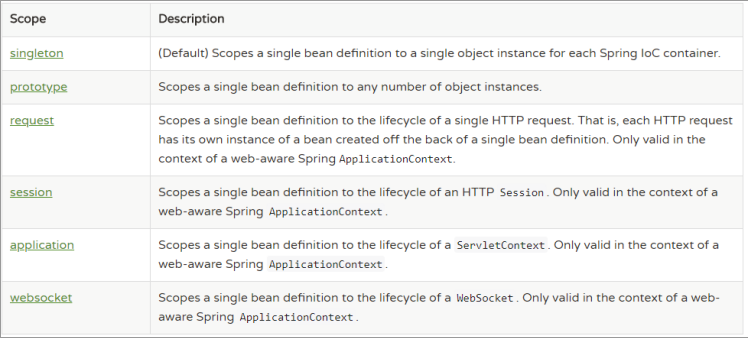 Scope Description
singleton (Default) Scopes a single bean definition to a single object instance for each Spring IoC container.
prototype Scopes a single bean definition to any number of object instances.
request Scopes a single bean definition to the lifecycle of a single HTTP request. That is, each HTTP request
has its own instance of a bean created off the back of a single bean definition. Only valid in the
context of a web-aware Spring ApplicationContext.
session Scopes a single bean definition to the lifecycle of an HTTP Session. Only valid in the context of a
web-aware Spring ApplicationContext.
application Scopes a single bean definition to the lifecycle of a ServletContext. Only valid in the context of a
web-aware Spring ApplicationContext.
websocket Scopes a single bean definition to the lifecycle of a WebSocket. Only valid in the context of a web-
aware Spring ApplicationContext.